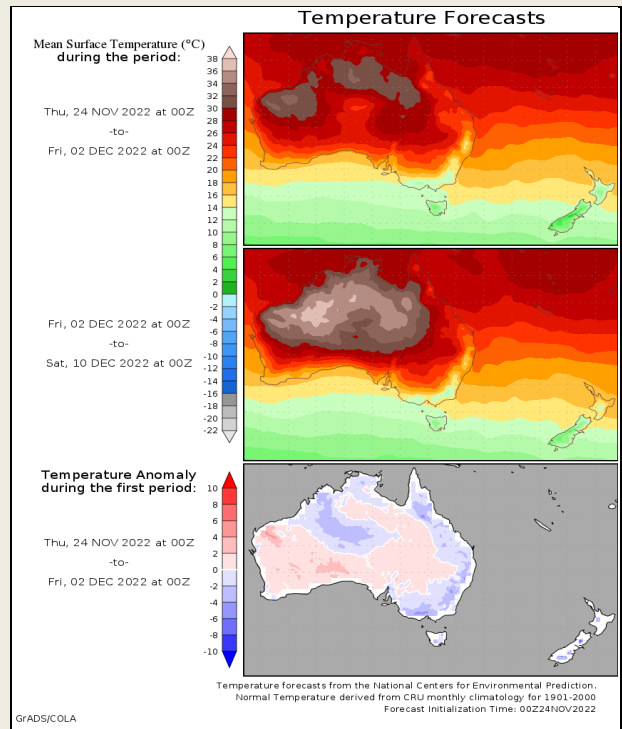 Temperature Forecasts
Mean Surface Temperature (°C)
during the period:
38
36
34
32
30
28
26
24
22
20
18
16
14
12
10
8
6
4
2
0
-2
-4
-6
-8
-10
-12
-14
-16
-18
-20
-22
Thu, 24 NOV 2022 at 00Z
-to-
Fri, 02 DEC 2022 at 00Z
Fri, 02 DEC 2022 at 00Z
-to-
Sat, 10 DEC 2022 at 00Z
Temperature Anomaly
during the first period:
10
8
6
4
2
0
-2
-4
-6
-8
-10
Thu, 24 NOV 2022 at 00Z
-to-
Fri, 02 DEC 2022 at 00Z
Temperature forecasts from the National Centers for Environmental Prediction.
Normal Temperature derived from CRU monthly climatology for 1901-2000
Forecast Initialization Time: 00Z24NOV2022
GrADS/COLA